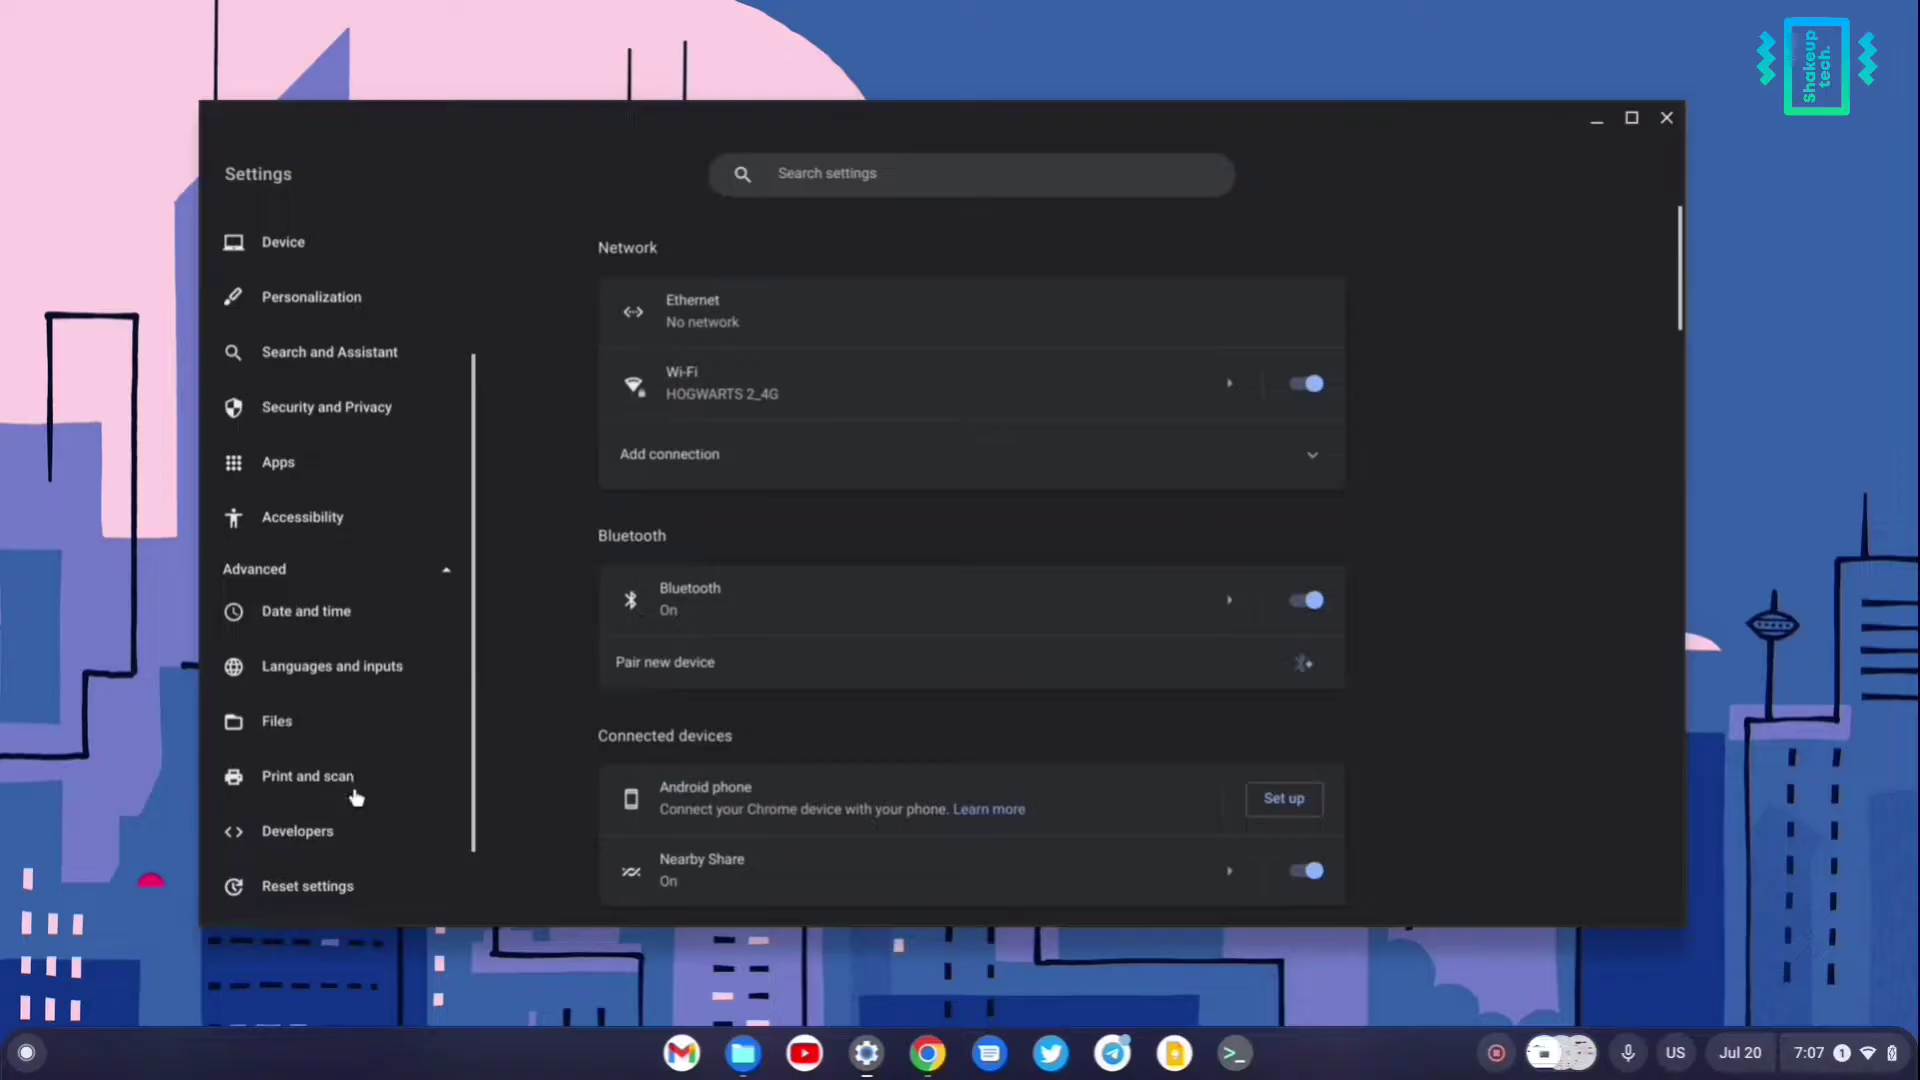 Shakeup
tech.
Settings
Search settings
Device
Personalization
Search and Assistant
Security and Privacy
Apps
Accessibility
Advanced
Date and time
Languages and inputs
Files
Print and scan
Developers
Reset settings
Network
Ethernet
No network
Wi-Fi
HOGWARTS 2_4G
Add connection
Bluetooth
Bluetooth
On
Pair new device
Connected devices
Android phone
Connect your Chrome device with your phone. Learn more
Set up
Nearby Share
On
US
Jul 20
7:07
1